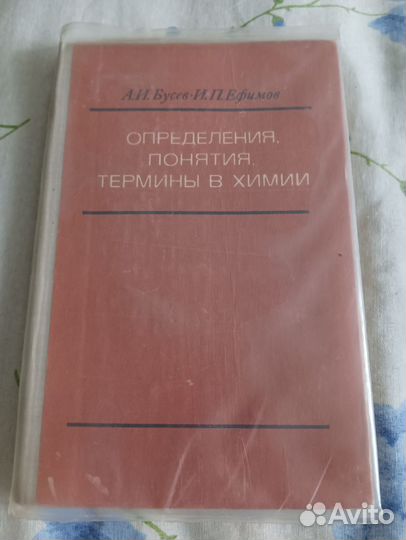 А.И.Бусев·И.П.Ефимов
ОПРЕДЕЛЕНИЯ,
ПОНЯТИЯ,
ТЕРМИНЫ В ХИМИИ
Avito